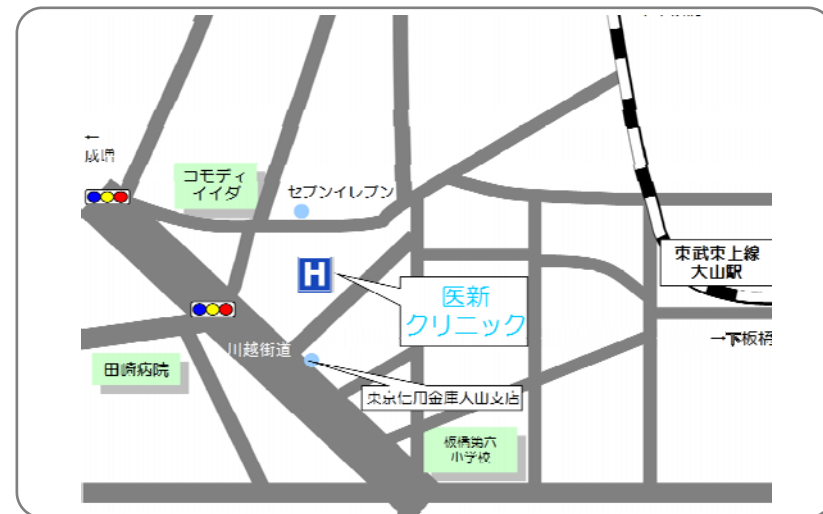 ←
成増
コモディ
イイダ
セブンイレブン
東武東上線
大山駅
H
医新
クリニック
→下板橋
川越街道
田崎病院
東京信用金庫大山支店
板橋第六
小学校